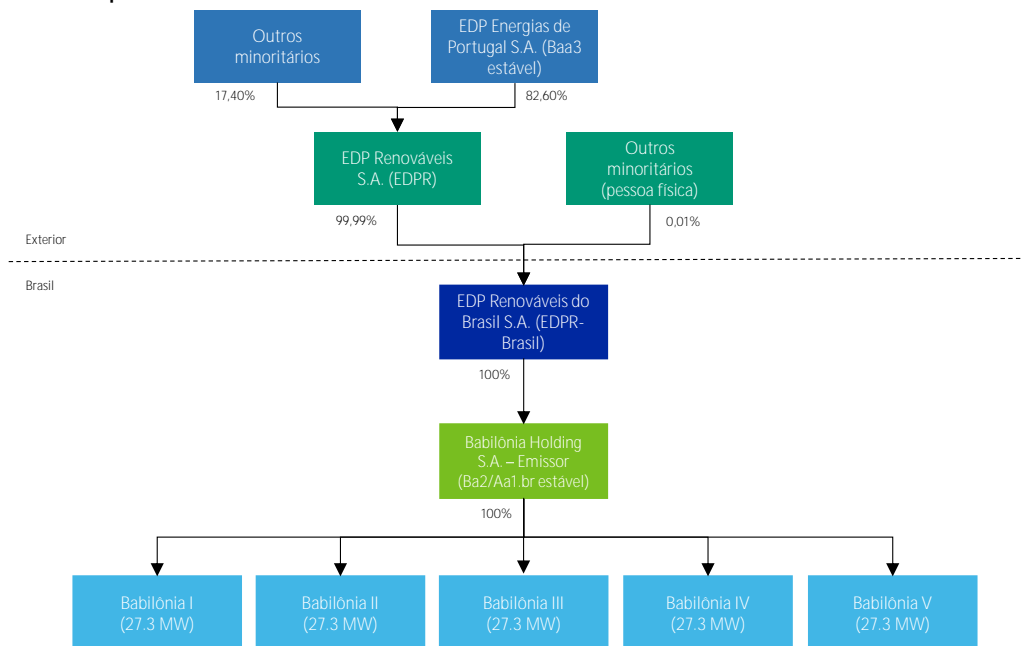 Outros
minoritários
EDP Energias de
Portugal S.A. (Baa3
estável)
17,40%
82,60%
EDP Renováveis
S.A. (EDPR)
Outros
minoritários
(pessoa física)
99,99%
0,01%
Exterior
Brasil
EDP Renováveis do
Brasil S.A. (EDPR-
Brasil)
100%
Babilônia Holding
S.A. – Emissor
(Ba2/Aa1.br estável)
100%
Babilônia I
(27.3 MW)
Babilônia II
(27.3 MW)
Babilônia III
(27.3 MW)
Babilônia IV
(27.3 MW)
Babilônia V
(27.3 MW)